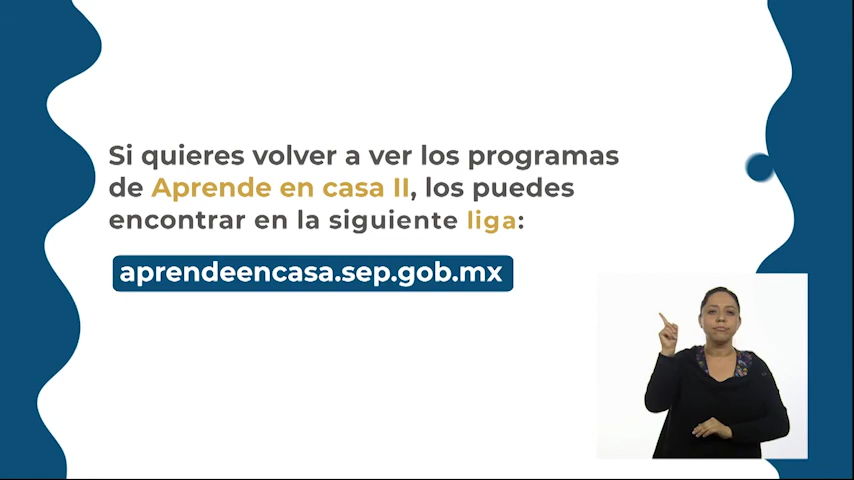 Si quieres volver a ver los programas
de Aprende en casa II, los puedes
encontrar en la siguiente liga:
aprendeencasa.sep.gob.mx